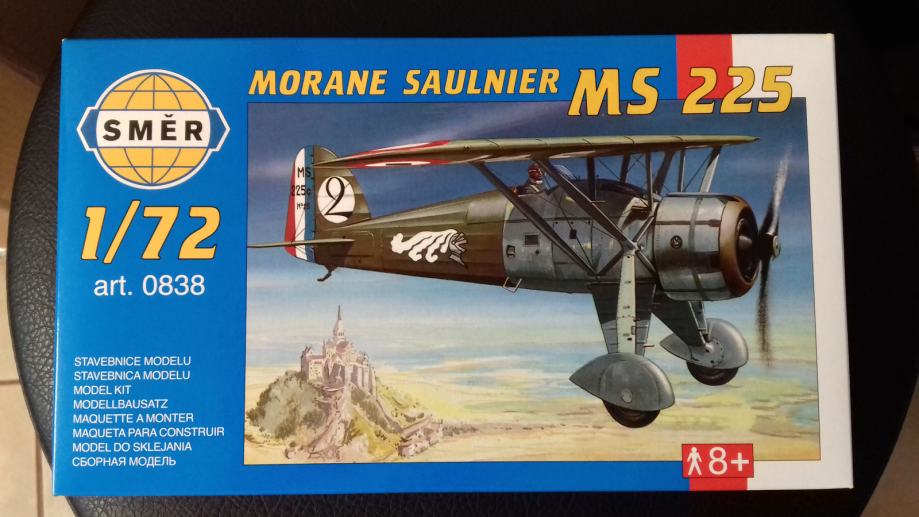 MORANE SAULNIER MS 225
SMĚR
1/72
art. 0838
MS
225c
2
STAVEBNICE MODELU
STAVEBNICA MODELU
MODEL KIT
MODELLBAUSATZ
MAQUETTE A MONTER
MAQUETA PARA CONSTRUIR
MODEL DO SKLEJANIA
СБОРНАЯ МОДЕЛЬ
8+